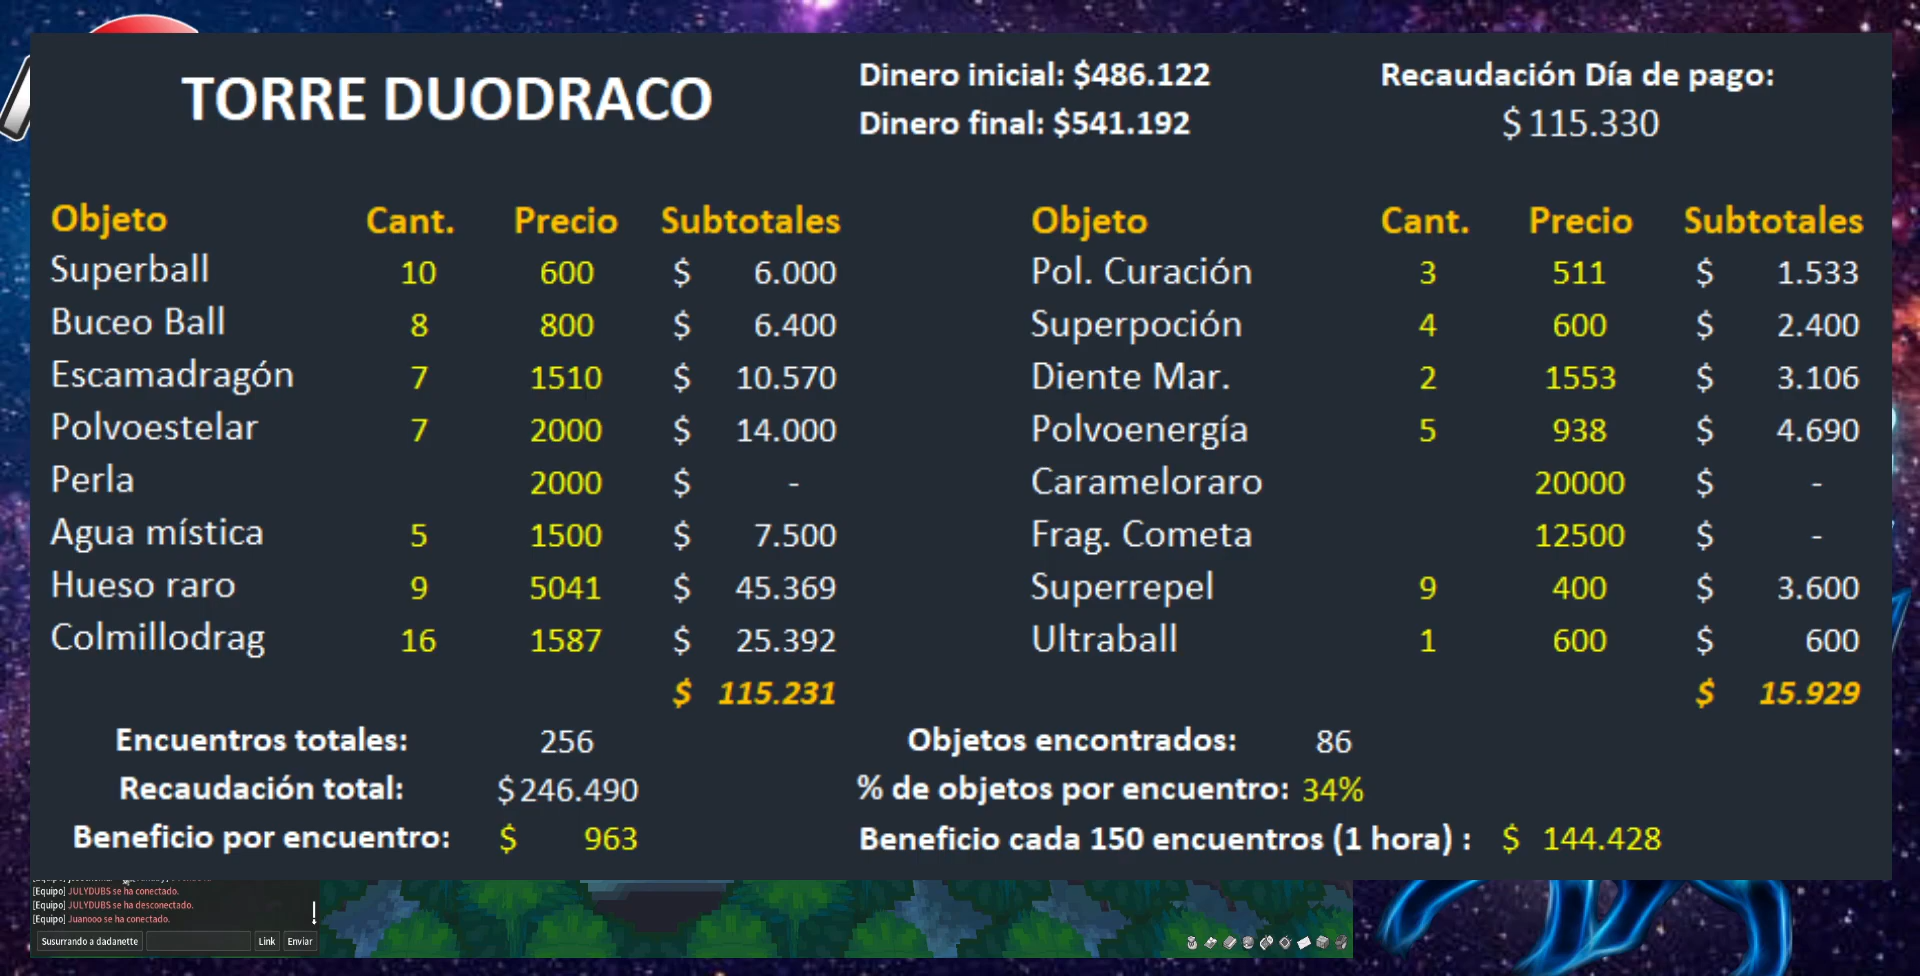 TORRE DUODRACO
Dinero inicial: $486.122
Dinero final: $541.192
Recaudación Día de pago:
$ 115.330
Objeto Cant. Precio Subtotales
Superball 10 600 $ 6.000
Buceo Ball 8 800 $ 6.400
Escamadragón 7 1510 $ 10.570
Polvoestelar 7 2000 $ 14.000
Perla 2000 $ -
Agua mística 5 1500 $ 7.500
Hueso raro 9 5041 $ 45.369
Colmillodrag 16 1587 $ 25.392
$ 115.231
Objeto Cant. Precio Subtotales
Pol. Curación 3 511 $ 1.533
Superpoción 4 600 $ 2.400
Diente Mar. 2 1553 $ 3.106
Polvoenergía 5 938 $ 4.690
Carameloraro 20000 $ -
Frag. Cometa 12500 $ -
Superrepel 9 400 $ 3.600
Ultraball 1 600 $ 600
$ 15.929
Encuentros totales: 256
Recaudación total: $ 246.490
Beneficio por encuentro: $ 963
Objetos encontrados: 86
% de objetos por encuentro: 34%
Beneficio cada 150 encuentros (1 hora) : $ 144.428
[Equipo] JULYDUBS se ha conectado.
[Equipo] JULYDUBS se ha desconectado.
[Equipo] Juanooo se ha conectado.
Susurrando a dadanette Link Enviar